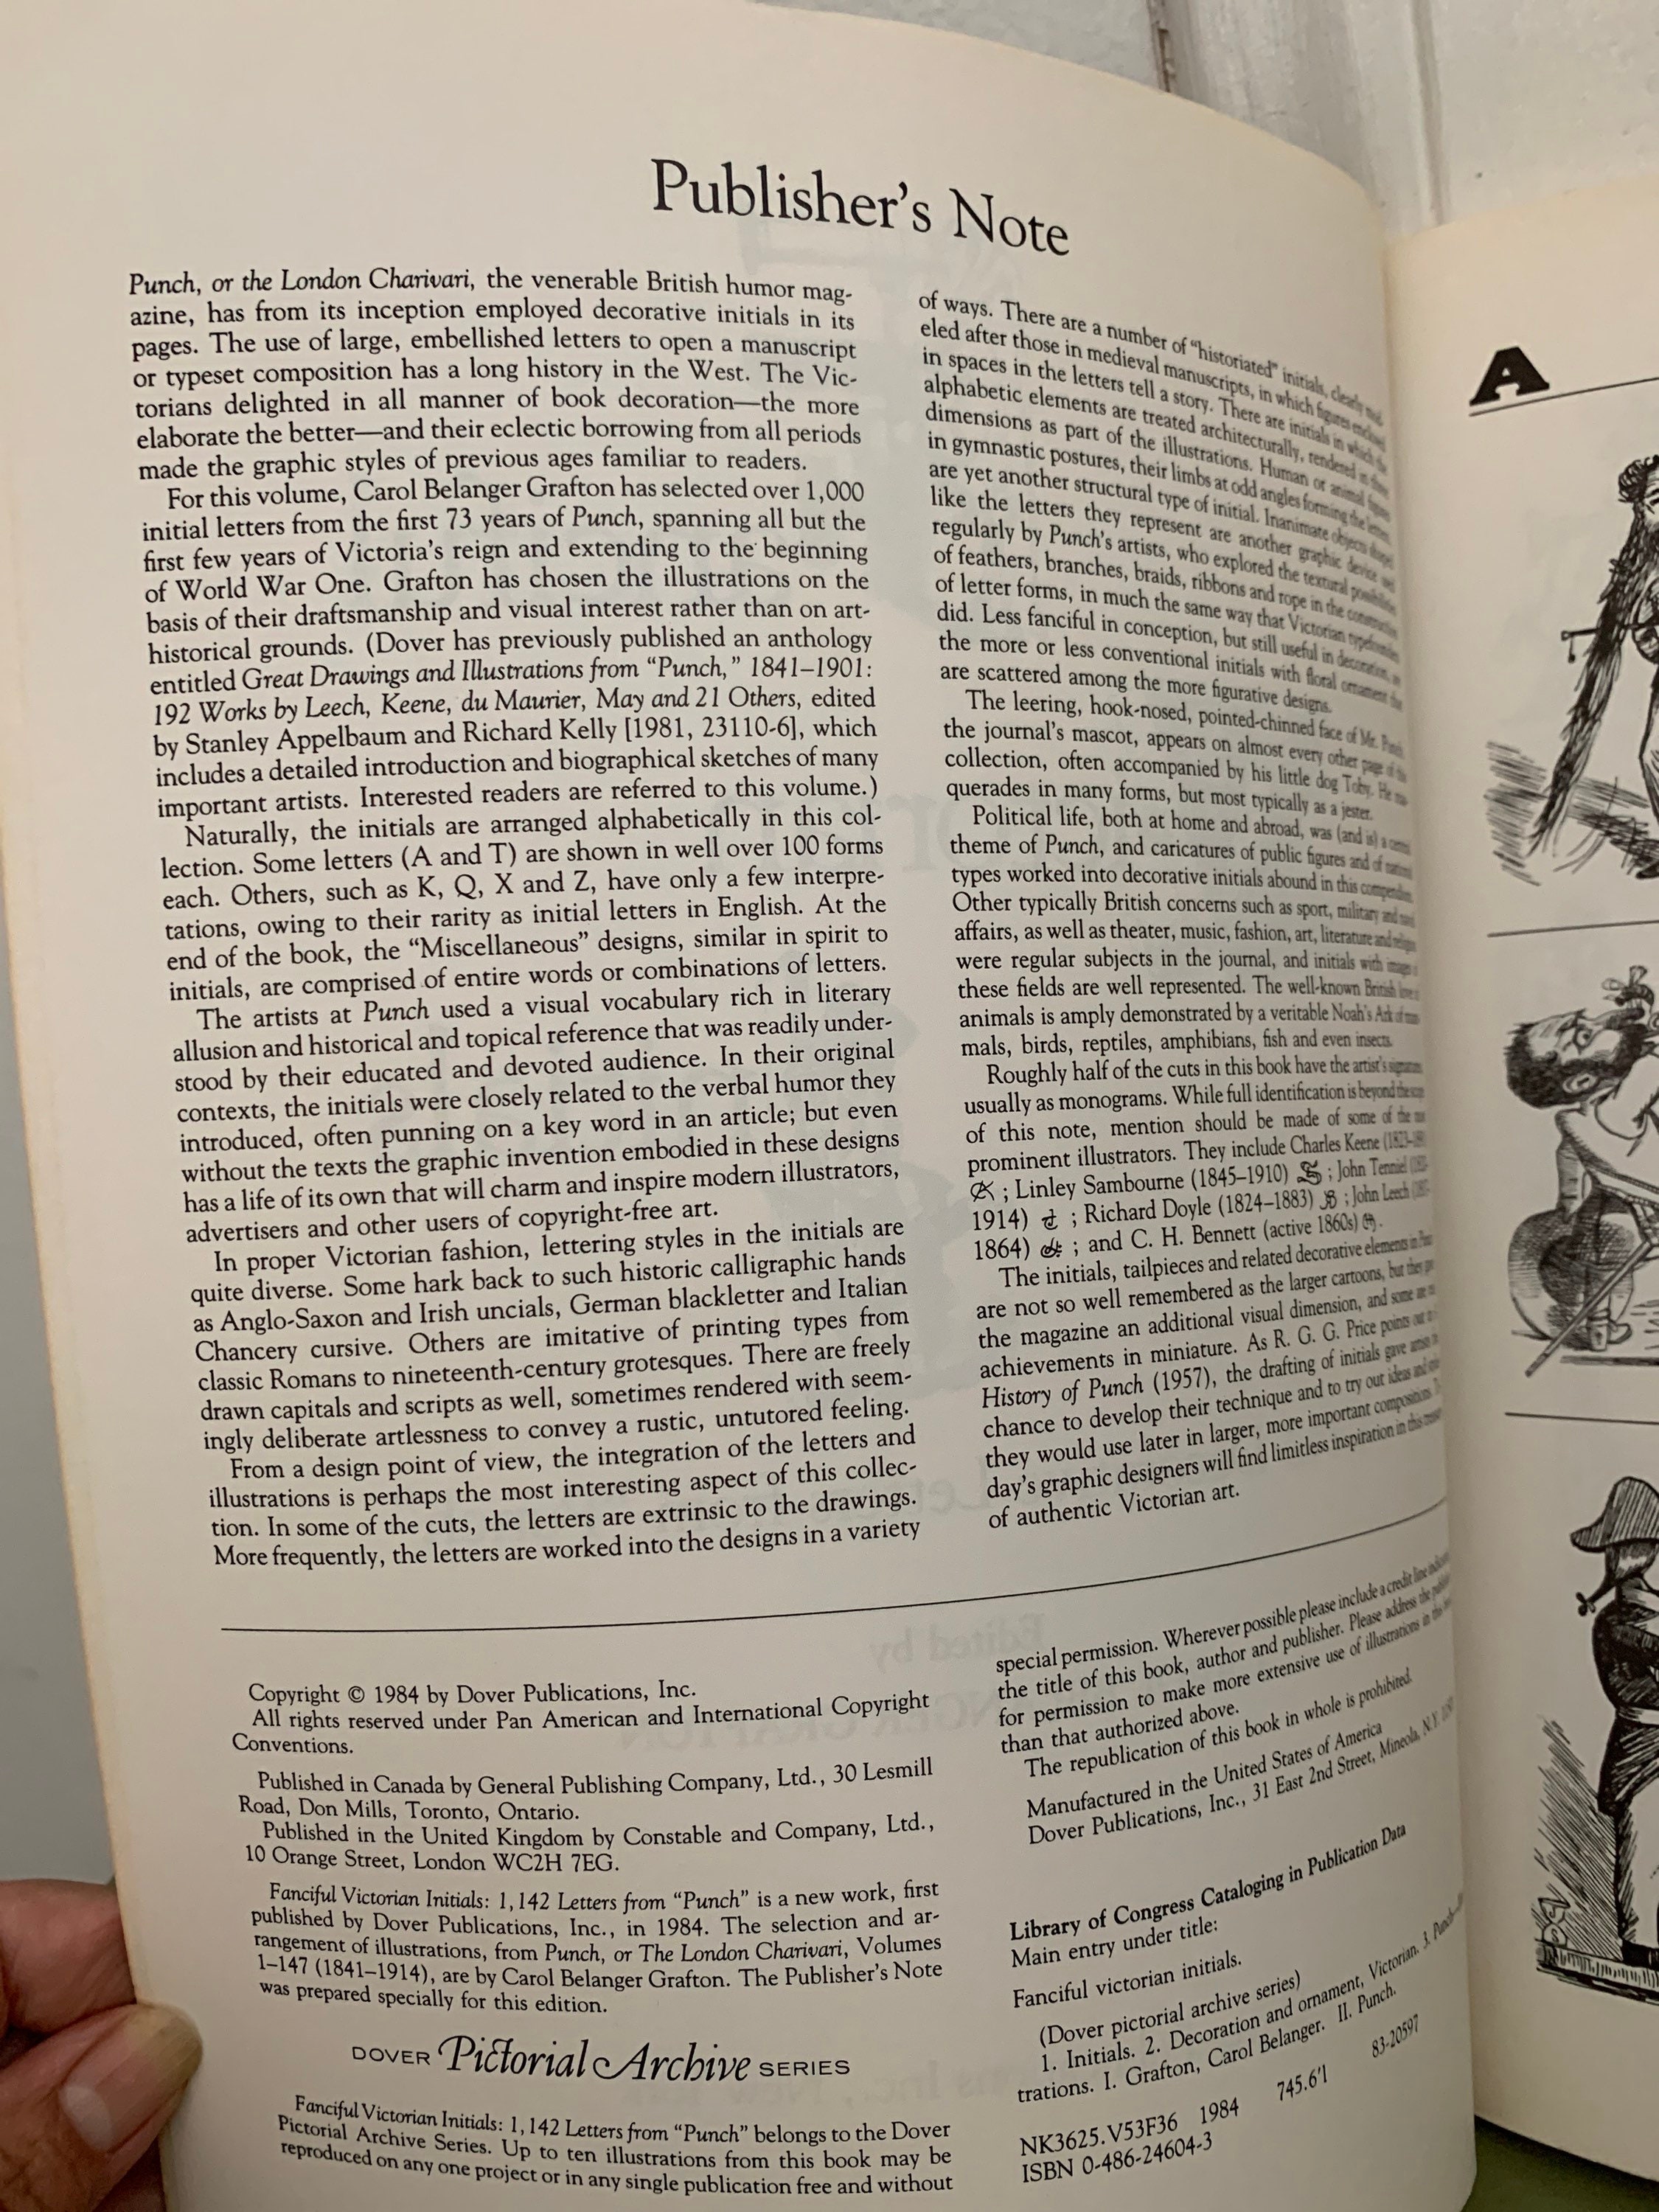 Publisher's Note
Punch, or the London Charivari, the venerable British humor mag-
azine, has from its inception employed decorative initials in its
pages. The use of large, embellished letters to open a manuscript
or typeset composition has a long history in the West. The Vic-
torians delighted in all manner of book decoration—the more
elaborate the better—and their eclectic borrowing from all periods
made the graphic styles of previous ages familiar to readers.
For this volume, Carol Belanger Grafton has selected over 1,000
initial letters from the first 73 years of Punch, spanning all but the
first few years of Victoria's reign and extending to the beginning
of World War One. Grafton has chosen the illustrations on the
basis of their draftsmanship and visual interest rather than on art-
historical grounds. (Dover has previously published an anthology
entitled Great Drawings and Illustrations from "Punch," 1841–1901:
192 Works by Leech, Keene, du Maurier, May and 21 Others, edited
by Stanley Appelbaum and Richard Kelly [1981, 23110-6], which
includes a detailed introduction and biographical sketches of many
important artists. Interested readers are referred to this volume.)
Naturally, the initials are arranged alphabetically in this col-
lection. Some letters (A and T) are shown in well over 100 forms
each. Others, such as K, Q, X and Z, have only a few interpre-
tations, owing to their rarity as initial letters in English. At the
end of the book, the "Miscellaneous" designs, similar in spirit to
initials, are comprised of entire words or combinations of letters.
The artists at Punch used a visual vocabulary rich in literary
allusion and historical and topical reference that was readily under-
stood by their educated and devoted audience. In their original
contexts, the initials were closely related to the verbal humor they
introduced, often punning on a key word in an article; but even
without the texts the graphic invention embodied in these designs
has a life of its own that will charm and inspire modern illustrators,
advertisers and other users of copyright-free art.
In proper Victorian fashion, lettering styles in the initials are
quite diverse. Some hark back to such historic calligraphic hands
as Anglo-Saxon and Irish uncials, German blackletter and Italian
Chancery cursive. Others are imitative of printing types from
classic Romans to nineteenth-century grotesques. There are freely
drawn capitals and scripts as well, sometimes rendered with seem-
ingly deliberate artlessness to convey a rustic, untutored feeling.
From a design point of view, the integration of the letters and
illustrations is perhaps the most interesting aspect of this collec-
tion. In some of the cuts, the letters are extrinsic to the drawings.
More frequently, the letters are worked into the designs in a variety
of ways. There are a number of "historiated" initials, clearly mod-
eled after those in medieval manuscripts, in which figures enclosed
in spaces in the letters tell a story. There are initials in which the
alphabetic elements are treated architecturally, rendered in three
dimensions as part of the illustrations. Human or animal figures
in gymnastic postures, their limbs at odd angles forming the letters,
are yet another structural type of initial. Inanimate objects shaped
like the letters they represent are another graphic device used
regularly by Punch's artists, who explored the textural possibilities
of feathers, branches, braids, ribbons and rope in the construction
of letter forms, in much the same way that Victorian typefoundries
did. Less fanciful in conception, but still useful in decoration,
the more or less conventional initials with floral ornament
are scattered among the more figurative designs.
The leering, hook-nosed, pointed-chinned face of Mr. Punch,
the journal's mascot, appears on almost every other page of
collection, often accompanied by his little dog Toby. He
querades in many forms, but most typically as a jester.
Political life, both at home and abroad, was (and is) a
theme of Punch, and caricatures of public figures and of national
types worked into decorative initials abound in this compendium.
Other typically British concerns such as sport, military and
affairs, as well as theater, music, fashion, art, literature and
were regular subjects in the journal, and initials with
these fields are well represented. The well-known British
animals is amply demonstrated by a veritable Noah's Ark of
mals, birds, reptiles, amphibians, fish and even insects.
Roughly half of the cuts in this book have the artist's
usually as monograms. While full identification is beyond the
of this note, mention should be made of some of the
prominent illustrators. They include Charles Keene
; Linley Sambourne (1845–1910) ; John Tenniel
1914) ; Richard Doyle (1824–1883) ; John Leech
1864) ; and C. H. Bennett (active 1860s) .
The initials, tailpieces and related decorative elements in
are not so well remembered as the larger cartoons, but they
the magazine an additional visual dimension, and some are
achievements in miniature. As R. G. G. Price points out
History of Punch (1957), the drafting of initials gave
chance to develop their technique and to try out ideas and
they would use later in larger, more important compositions.
day's graphic designers will find limitless inspiration in this
of authentic Victorian art.
Copyright © 1984 by Dover Publications, Inc.
All rights reserved under Pan American and International Copyright
Conventions.
Published in Canada by General Publishing Company, Ltd., 30 Lesmill
Road, Don Mills, Toronto, Ontario.
Published in the United Kingdom by Constable and Company, Ltd.,
10 Orange Street, London WC2H 7EG.
Fanciful Victorian Initials: 1,142 Letters from "Punch" is a new work, first
published by Dover Publications, Inc., in 1984. The selection and ar-
rangement of illustrations, from Punch, or The London Charivari, Volumes
1–147 (1841–1914), are by Carol Belanger Grafton. The Publisher's Note
was prepared specially for this edition.
DOVER Pictorial Archive SERIES
Fanciful Victorian Initials: 1,142 Letters from "Punch" belongs to the Dover
Pictorial Archive Series. Up to ten illustrations from this book may be
reproduced on any one project or in any single publication free and without
special permission. Wherever possible please include a credit line
the title of this book, author and publisher. Please address the
for permission to make more extensive use of illustrations in this
than that authorized above.
The republication of this book in whole is prohibited.
Manufactured in the United States of America
Dover Publications, Inc., 31 East 2nd Street, Mineola, N.Y.
Library of Congress Cataloging in Publication Data
Main entry under title:
Fanciful victorian initials.
(Dover pictorial archive series)
1. Initials. 2. Decoration and ornament, Victorian. 3. Punch—
trations. I. Grafton, Carol Belanger. II. Punch.
NK3625.V53F36 1984 745.6'1 83-20597
ISBN 0-486-24604-3
A